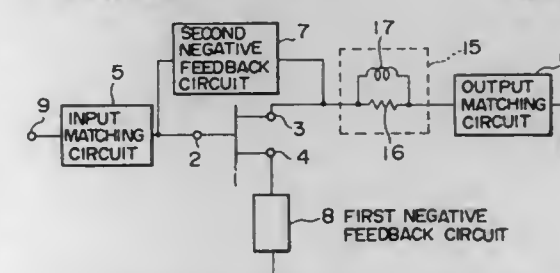 SECOND
NEGATIVE
FEEDBACK
CIRCUIT
7
17
15
5
9
INPUT
MATCHING
CIRCUIT
2
3
4
1
16
OUTPUT
MATCHING
CIRCUIT
8 FIRST NEGATIVE
FEEDBACK CIRCUIT